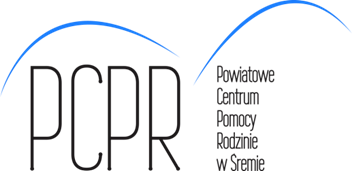 PCPR
Powiatowe
Centrum
Pomocy
Rodzinie
w Śremie